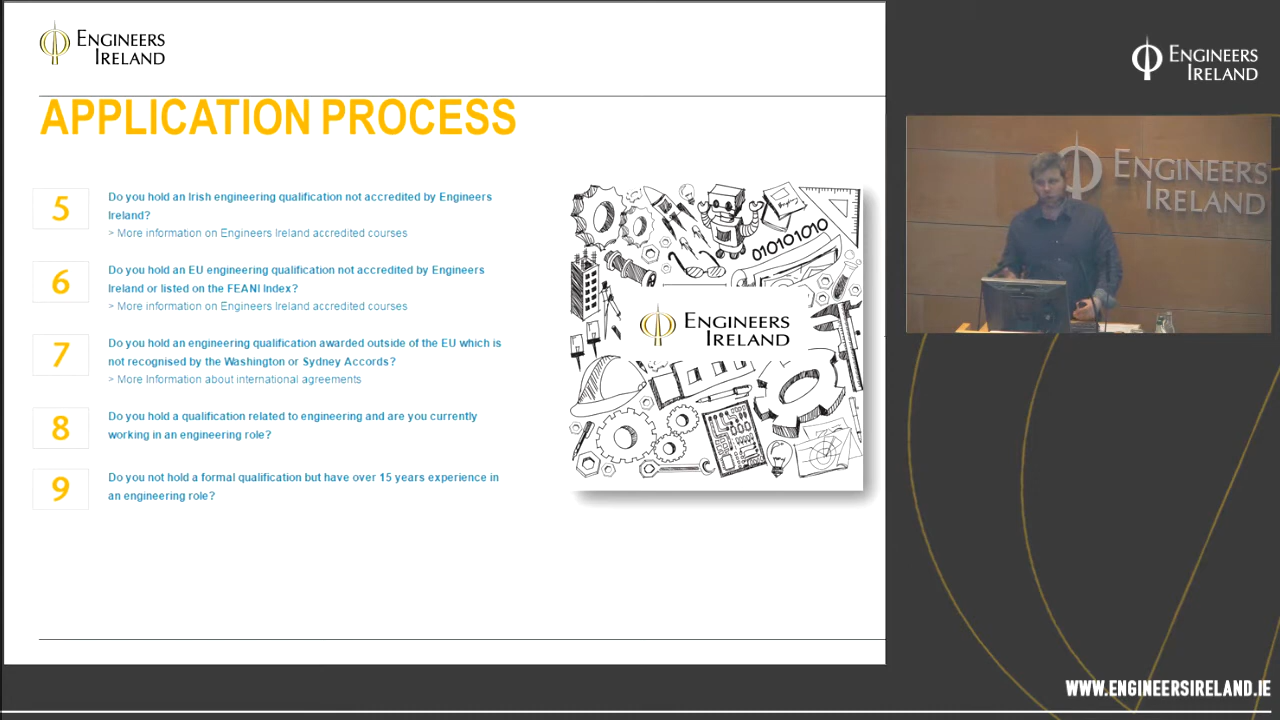 ENGINEERS
IRELAND
APPLICATION PROCESS
5
Do you hold an Irish engineering qualification not accredited by Engineers
Ireland?
> More information on Engineers Ireland accredited courses
6
Do you hold an EU engineering qualification not accredited by Engineers
Ireland or listed on the FEANI Index?
> More information on Engineers Ireland accredited courses
7
Do you hold an engineering qualification awarded outside of the EU which is
not recognised by the Washington or Sydney Accords?
> More Information about international agreements
8
Do you hold a qualification related to engineering and are you currently
working in an engineering role?
9
Do you not hold a formal qualification but have over 15 years experience in
an engineering role?
010101010
ENGINEERS
IRELAND
ENGINEERS
IRELAND
ENGINEERS
IRELAND
WWW.ENGINEERSIRELAND.IE